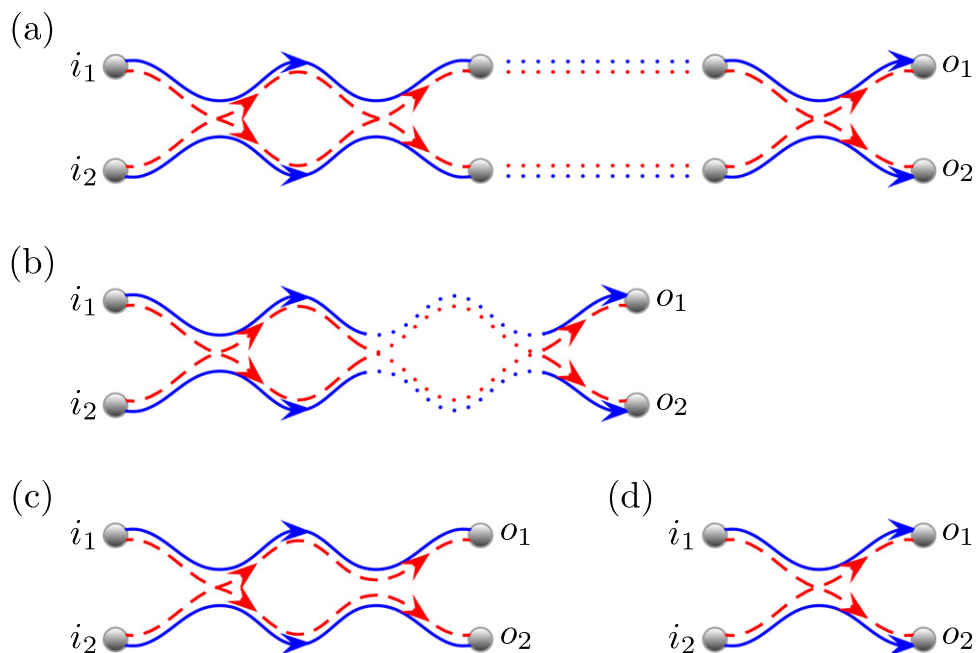 (a)
i₁ o₁
i₂ o₂
(b)
i₁ o₁
i₂ o₂
(c) (d)
i₁ o₁ i₁ o₁
i₂ o₂ i₂ o₂